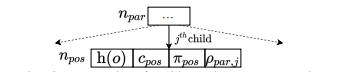 n_par ...
j^th child
n_pos h(o) c_pos π_pos ρ_par,j